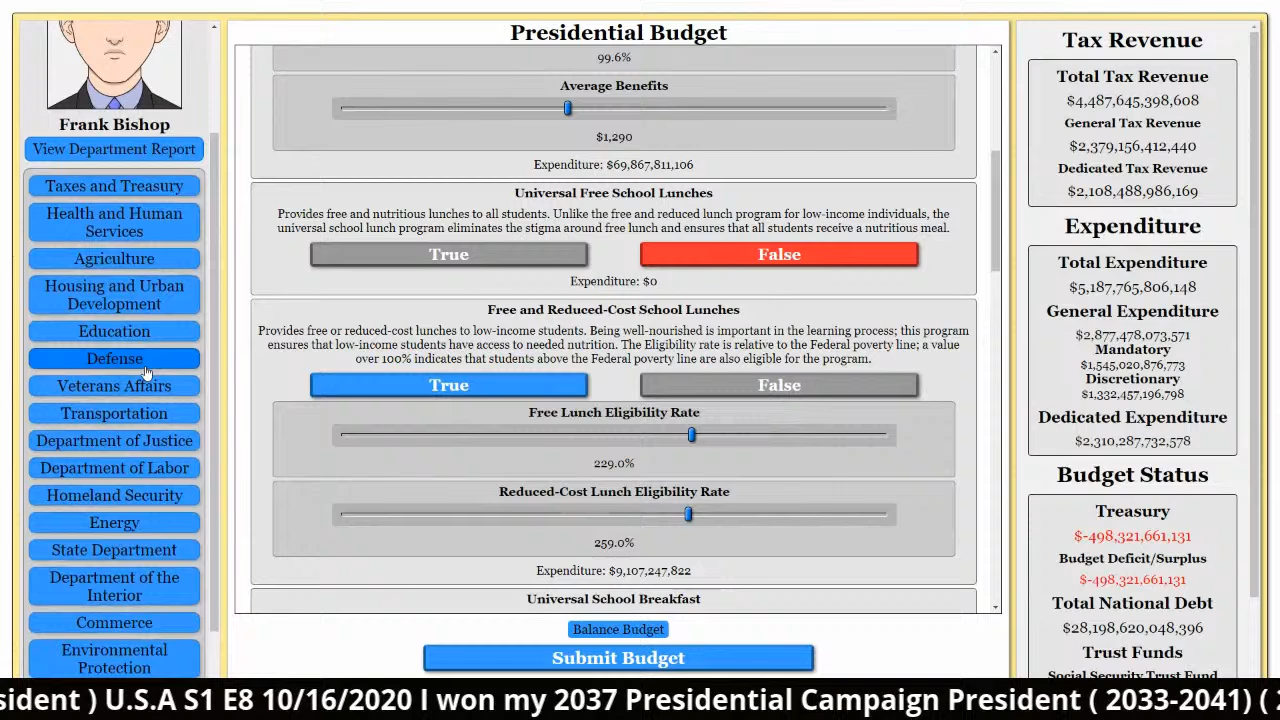 Frank Bishop
View Department Report
Taxes and Treasury
Health and Human
Services
Agriculture
Housing and Urban
Development
Education
Defense
Veterans Affairs
Transportation
Department of Justice
Department of Labor
Homeland Security
Energy
State Department
Department of the
Interior
Commerce
Environmental
Protection
Presidential Budget
99.6%
Average Benefits
$1,290
Expenditure: $69,867,811,106
Universal Free School Lunches
Provides free and nutritious lunches to all students. Unlike the free and reduced lunch program for low-income individuals, the
universal school lunch program eliminates the stigma around free lunch and ensures that all students receive a nutritious meal.
True
False
Expenditure: $0
Free and Reduced-Cost School Lunches
Provides free or reduced-cost lunches to low-income students. Being well-nourished is important in the learning process; this program
ensures that low-income students have access to needed nutrition. The Eligibility rate is relative to the Federal poverty line; a value
over 100% indicates that students above the Federal poverty line are also eligible for the program.
True
False
Free Lunch Eligibility Rate
229.0%
Reduced-Cost Lunch Eligibility Rate
259.0%
Expenditure: $9,107,247,822
Universal School Breakfast
Balance Budget
Submit Budget
Tax Revenue
Total Tax Revenue
$4,487,645,398,608
General Tax Revenue
$2,379,156,412,440
Dedicated Tax Revenue
$2,108,488,986,169
Expenditure
Total Expenditure
$5,187,765,806,148
General Expenditure
$2,877,478,073,571
Mandatory
$1,545,020,876,773
Discretionary
$1,332,457,196,798
Dedicated Expenditure
$2,310,287,732,578
Budget Status
Treasury
$-498,321,661,131
Budget Deficit/Surplus
$-498,321,661,131
Total National Debt
$28,198,620,048,396
Trust Funds
Social Security Trust Fund
sident ) U.S.A S1 E8 10/16/2020 I won my 2037 Presidential Campaign President ( 2033-2041) ( 2